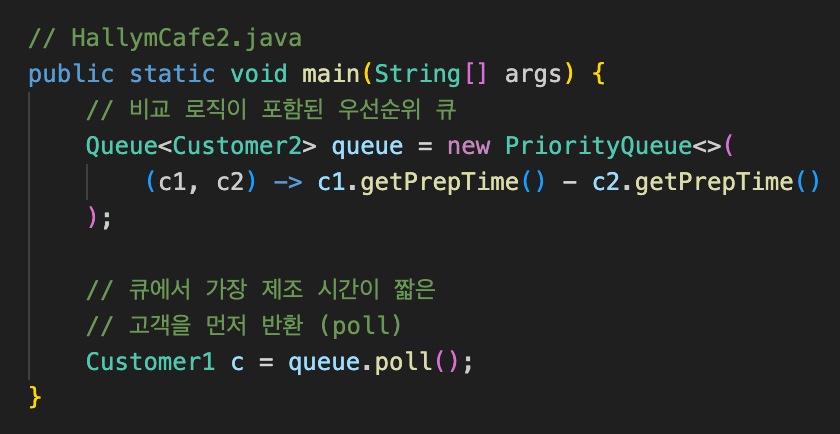 // HallymCafe2.java
public static void main(String[] args) {
    // 비교 로직이 포함된 우선순위 큐
    Queue<Customer2> queue = new PriorityQueue<>(
        (c1, c2) -> c1.getPrepTime() - c2.getPrepTime()
    );

    // 큐에서 가장 제조 시간이 짧은
    // 고객을 먼저 반환 (poll)
    Customer1 c = queue.poll();
}